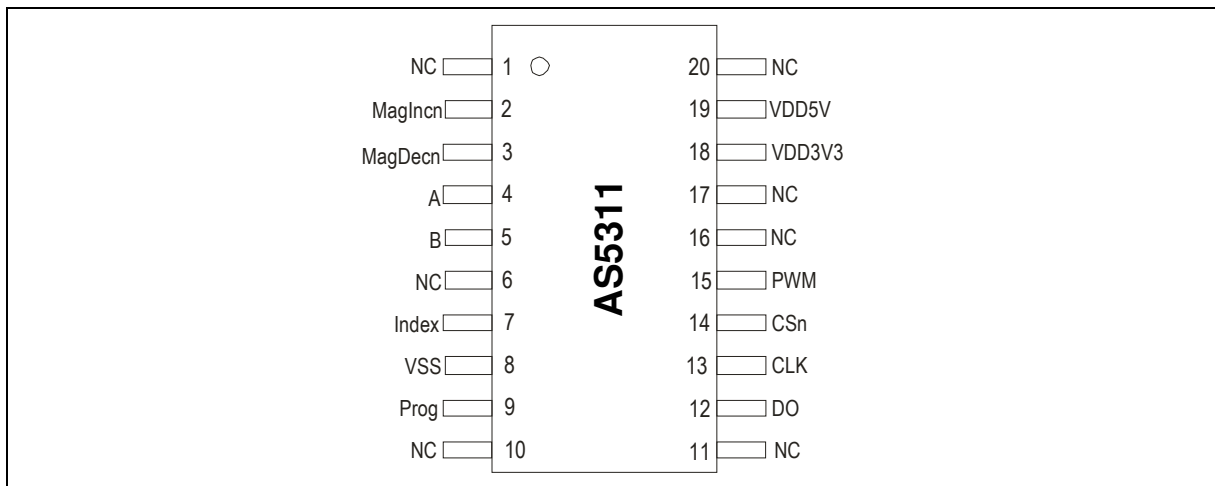 NC 1 20 NC
MagIncn 2 19 VDD5V
MagDecn 3 18 VDD3V3
A 4 17 NC
B 5 16 NC
NC 6 15 PWM
Index 7 14 CSn
VSS 8 13 CLK
Prog 9 12 DO
NC 10 11 NC
AS5311